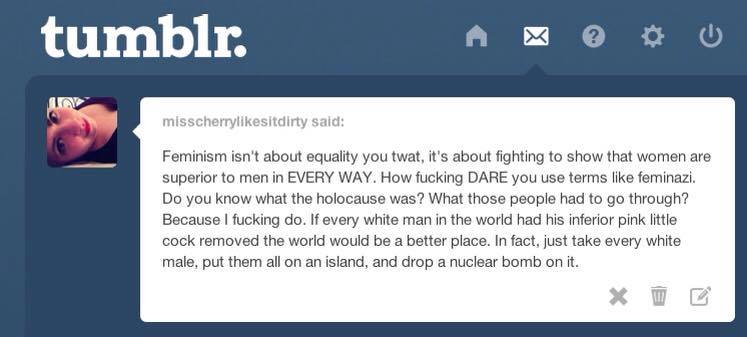 tumblr.
misscherrylikesitdirty said:
Feminism isn't about equality you twat, it's about fighting to show that women are
superior to men in EVERY WAY. How fucking DARE you use terms like feminazi.
Do you know what the holocause was? What those people had to go through?
Because I fucking do. If every white man in the world had his inferior pink little
cock removed the world would be a better place. In fact, just take every white
male, put them all on an island, and drop a nuclear bomb on it.